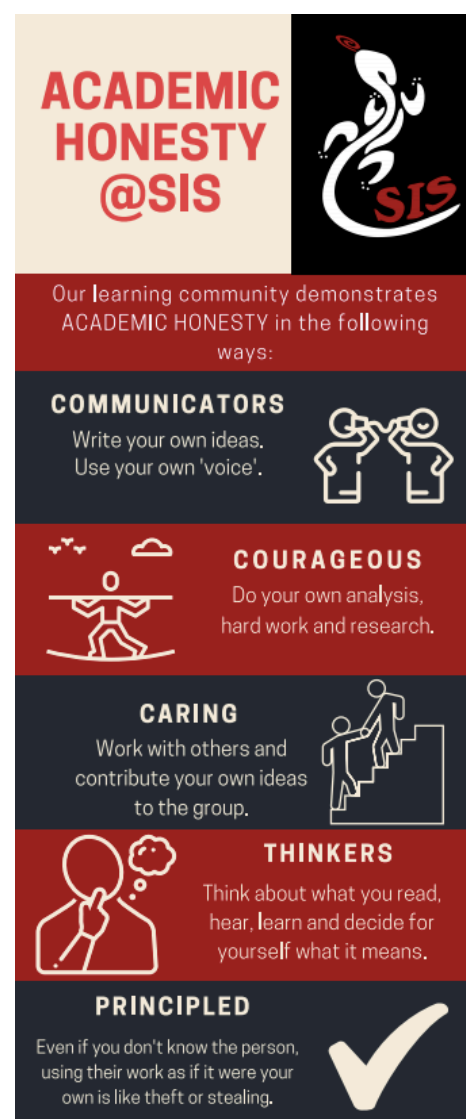 ACADEMIC
HONESTY
@SIS
SIS
Our learning community demonstrates
ACADEMIC HONESTY in the following
ways:
COMMUNICATORS
Write your own ideas.
Use your own 'voice'.
COURAGEOUS
Do your own analysis,
hard work and research.
CARING
Work with others and
contribute your own ideas
to the group.
THINKERS
Think about what you read,
hear, learn and decide for
yourself what it means.
PRINCIPLED
Even if you don't know the person,
using their work as if it were your
own is like theft or stealing.